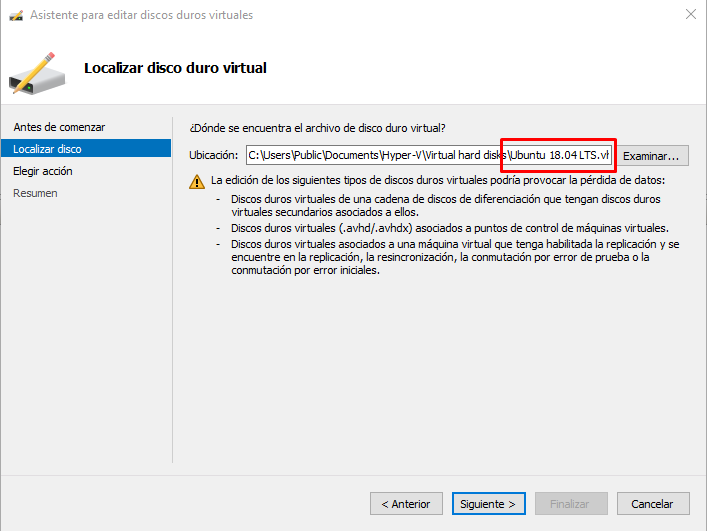 Asistente para editar discos duros virtuales
Localizar disco duro virtual
Antes de comenzar
Localizar disco
Elegir acción
Resumen
¿Dónde se encuentra el archivo de disco duro virtual?
Ubicación: C:\Users\Public\Documents\Hyper-V\Virtual hard disks\Ubuntu 18.04 LTS.vh Examinar...
La edición de los siguientes tipos de discos duros virtuales podría provocar la pérdida de datos:
- Discos duros virtuales de una cadena de discos de diferenciación que tengan discos duros
virtuales secundarios asociados a ellos.
- Discos duros virtuales (.avhd/.avhdx) asociados a puntos de control de máquinas virtuales.
- Discos duros virtuales asociados a una máquina virtual que tenga habilitada la replicación y se
encuentre en la replicación, la resincronización, la conmutación por error de prueba o la
conmutación por error iniciales.
< Anterior Siguiente > Finalizar Cancelar